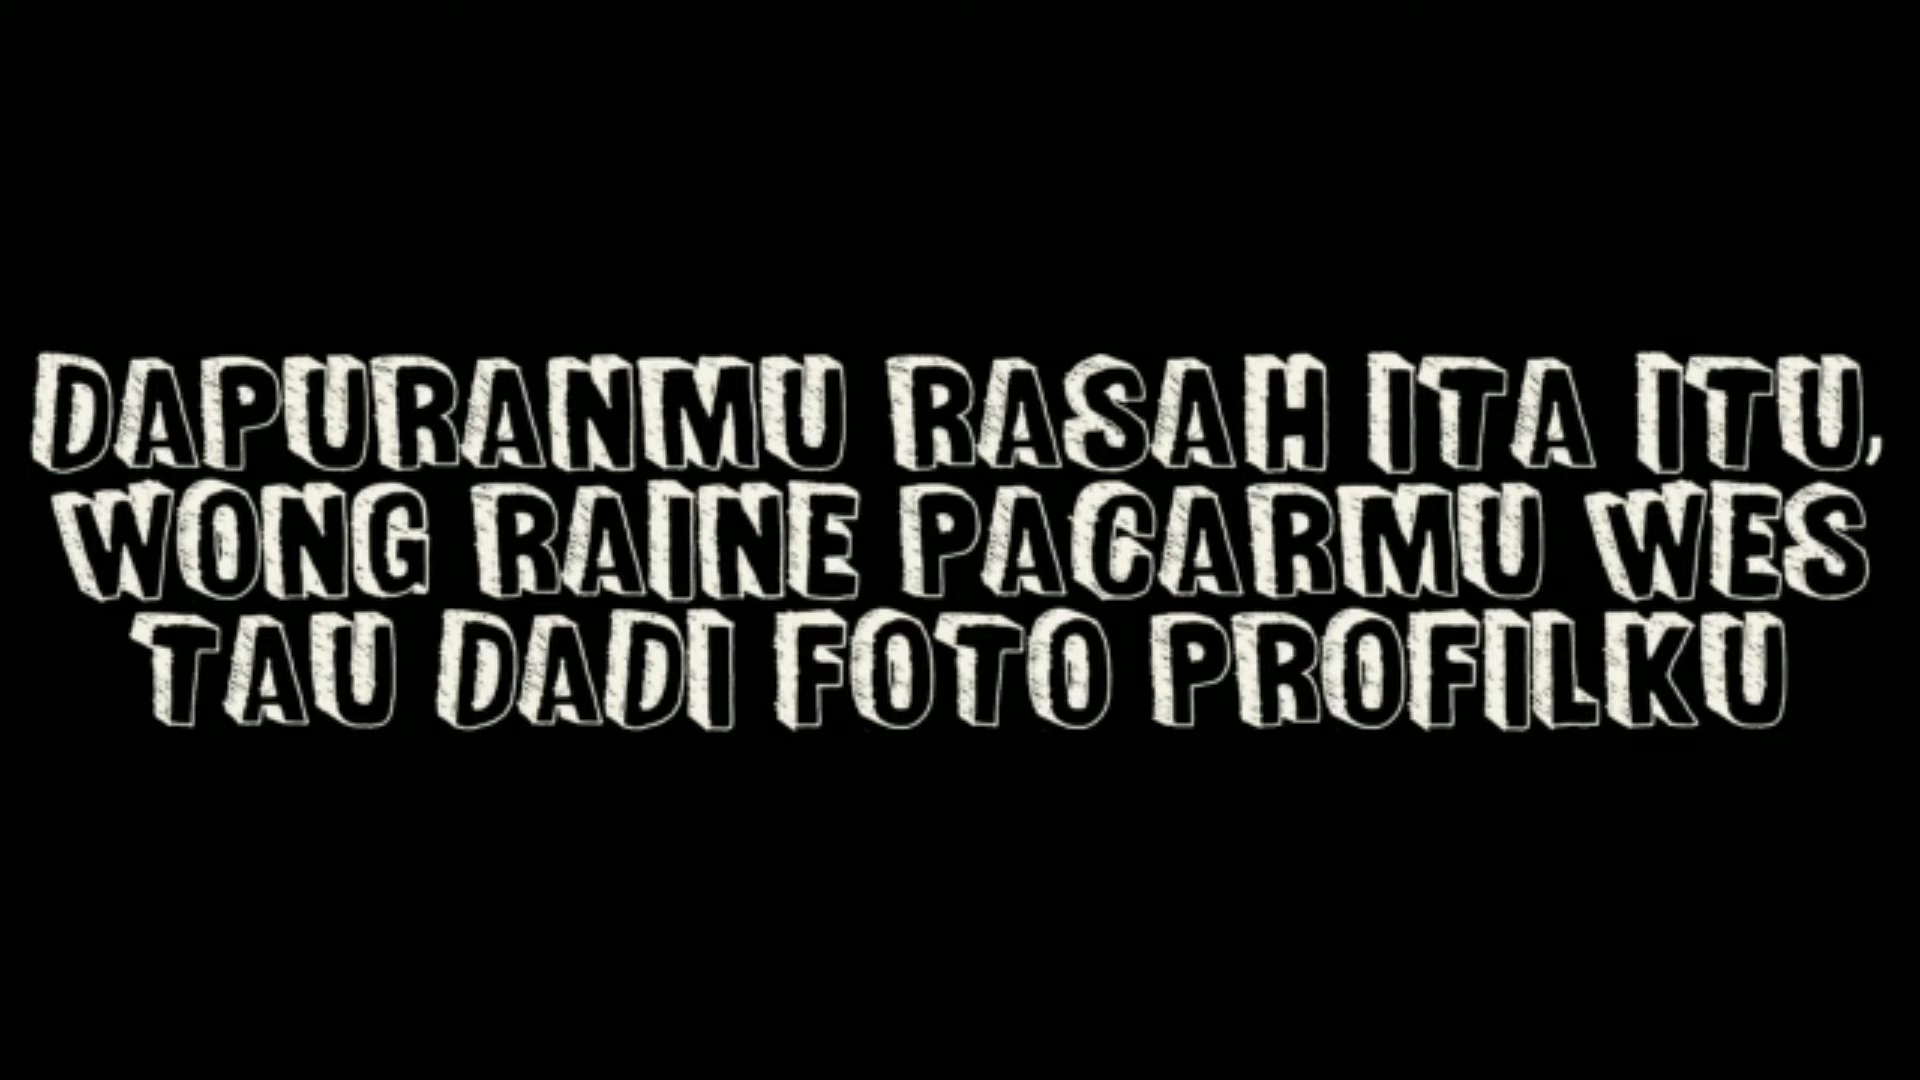 DAPURANMU RASAH ITA ITU,
WONG RAINE PACARMU WES
TAU DADI FOTO PROFILKU